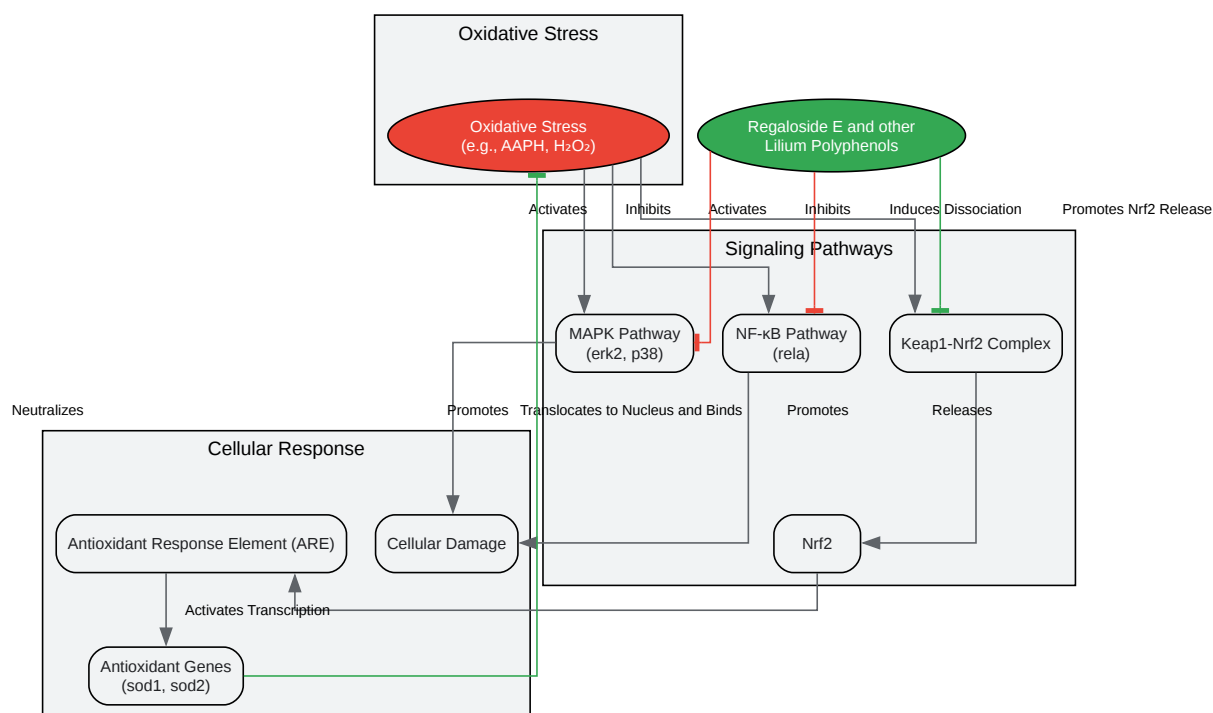 Oxidative Stress
Oxidative Stress
(e.g., AAPH, H₂O₂)
Regaloside E and other
Lilium Polyphenols
Activates
Inhibits
Activates
Inhibits
Induces Dissociation
Promotes Nrf2 Release
Signaling Pathways
MAPK Pathway
(erk2, p38)
NF-κB Pathway
(rela)
Keap1-Nrf2 Complex
Neutralizes
Promotes
Translocates to Nucleus and Binds
Promotes
Releases
Cellular Response
Antioxidant Response Element (ARE)
Cellular Damage
Nrf2
Activates Transcription
Antioxidant Genes
(sod1, sod2)